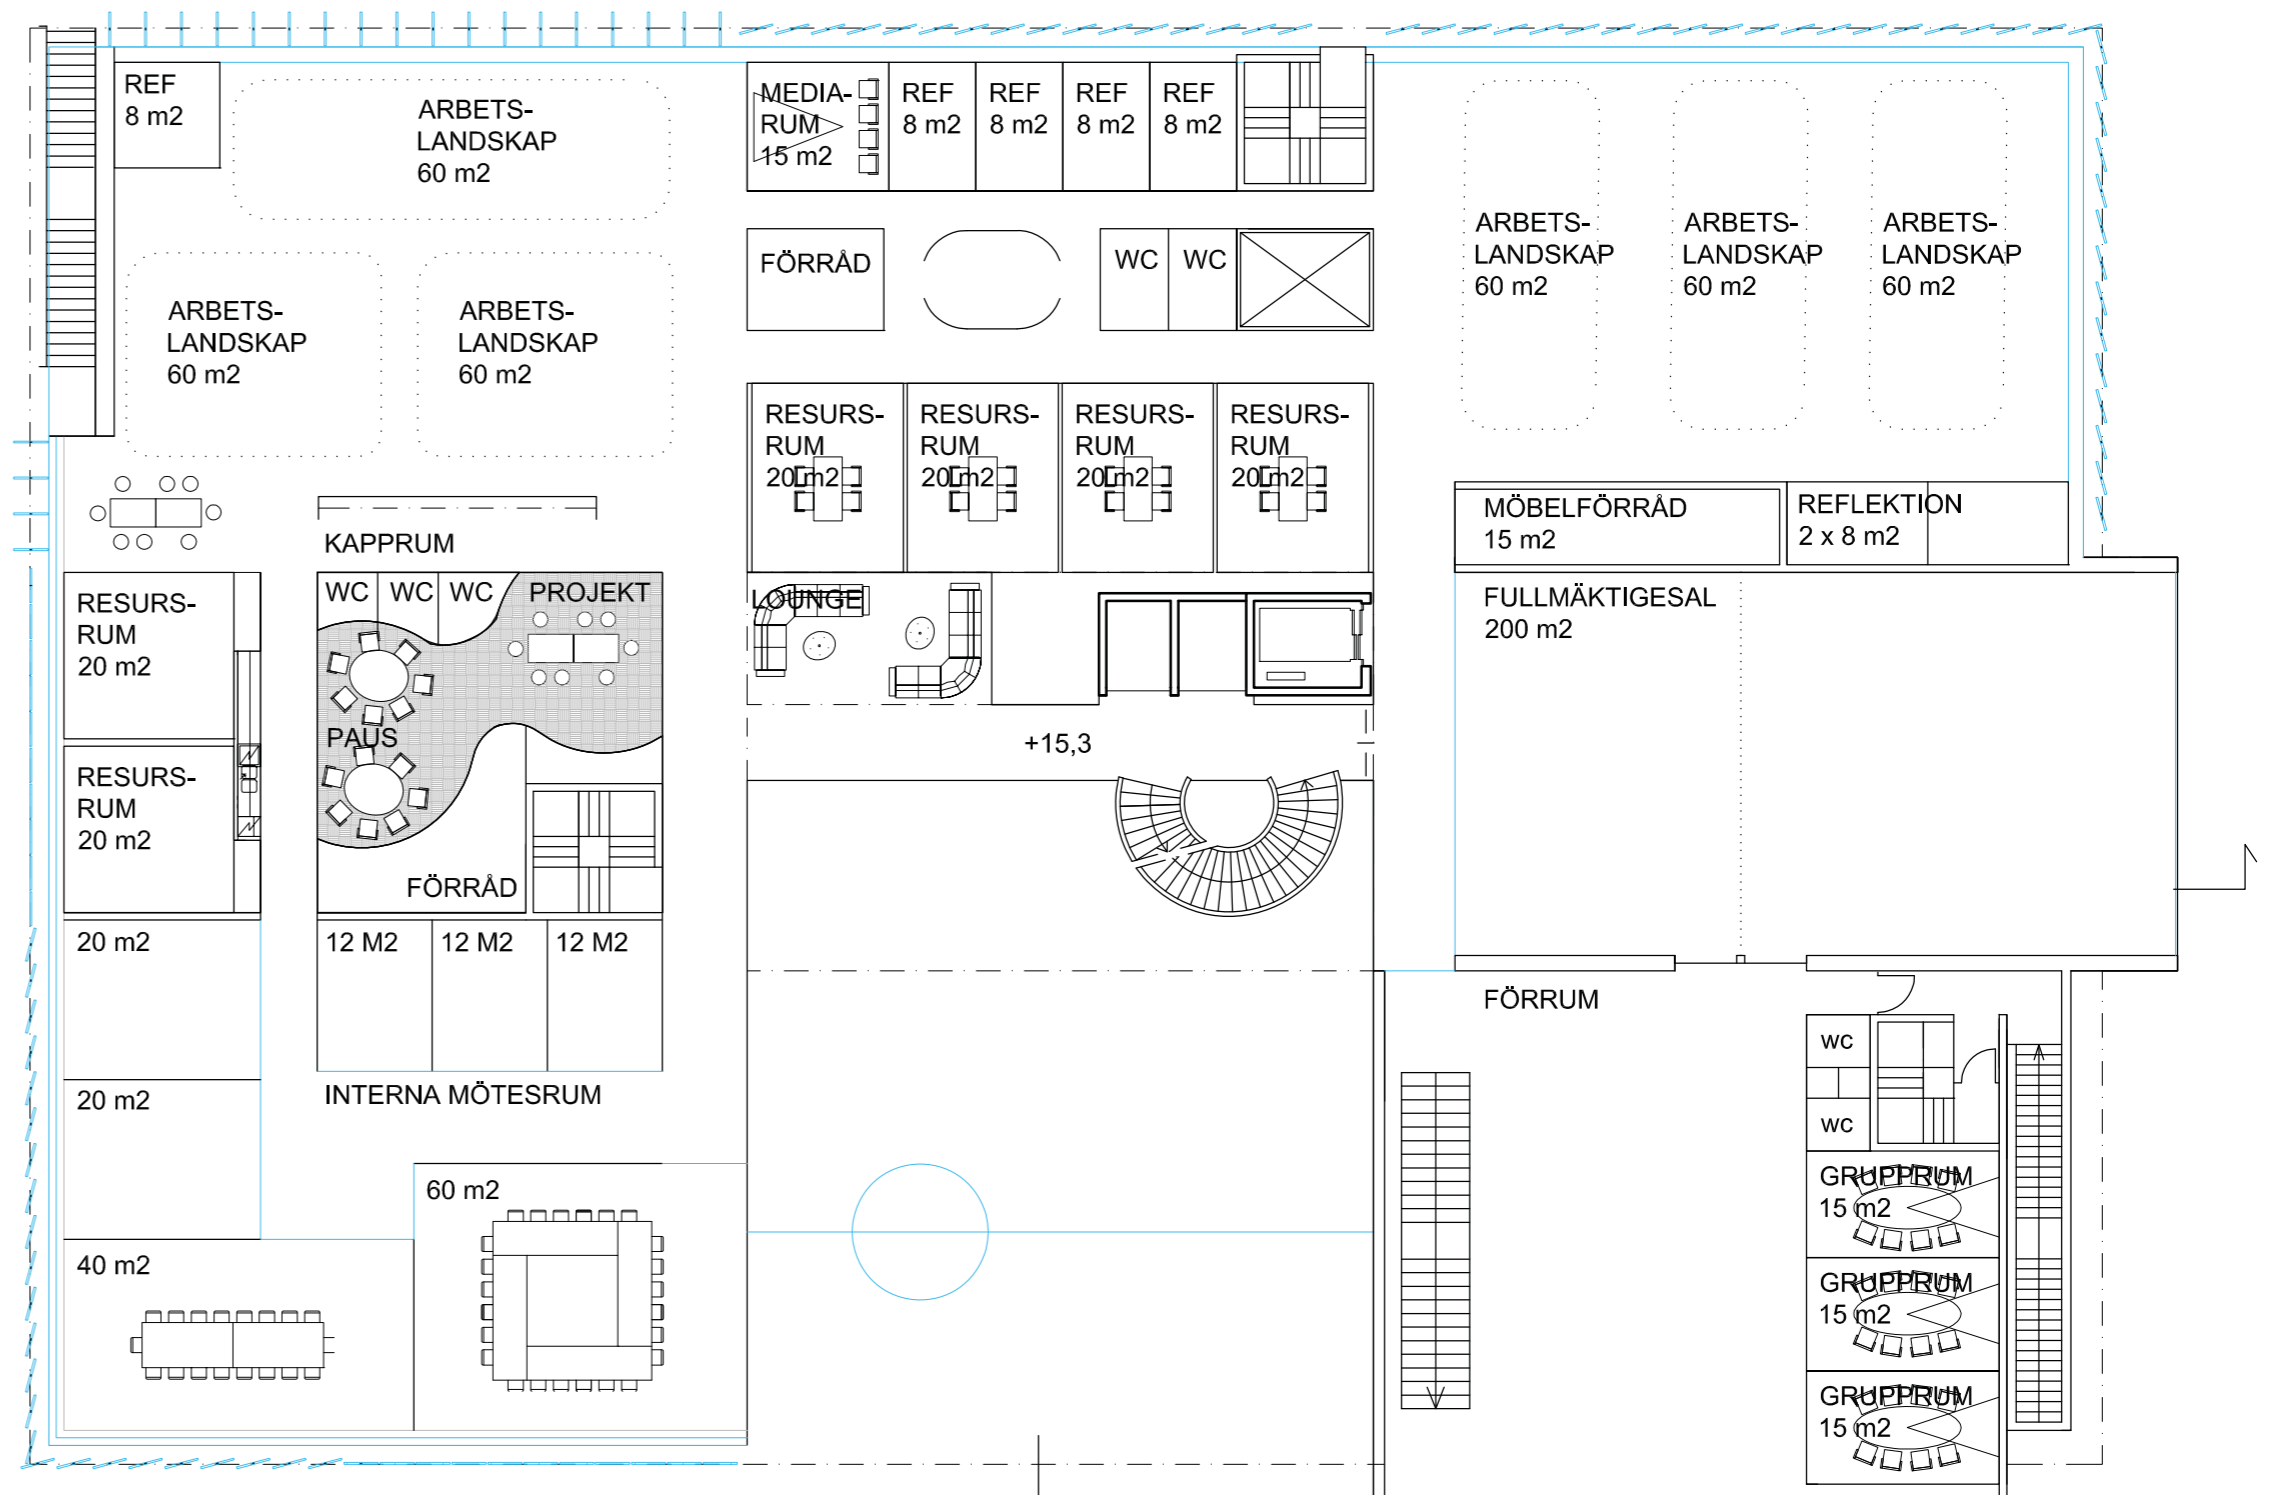 REF
8 m2
ARBETS-
LANDSKAP
60 m2
MEDIA-
RUM
15 m2
REF
8 m2
REF
8 m2
REF
8 m2
REF
8 m2
ARBETS-
LANDSKAP
60 m2
ARBETS-
LANDSKAP
60 m2
ARBETS-
LANDSKAP
60 m2
FÖRRÅD
WC
WC
ARBETS-
LANDSKAP
60 m2
ARBETS-
LANDSKAP
60 m2
RESURS-
RUM
20 m2
RESURS-
RUM
20 m2
RESURS-
RUM
20 m2
RESURS-
RUM
20 m2
MÖBELFÖRRÅD
15 m2
REFLEKTION
2 x 8 m2
KAPPRUM
RESURS-
RUM
20 m2
WC
WC
WC
PROJEKT
LOUNGE
FULLMÄKTIGESAL
200 m2
PAUS
+15,3
RESURS-
RUM
20 m2
FÖRRÅD
20 m2
12 M2
12 M2
12 M2
FÖRRUM
wc
20 m2
INTERNA MÖTESRUM
wc
60 m2
GRUPPRUM
15 m2
40 m2
GRUPPRUM
15 m2
GRUPPRUM
15 m2